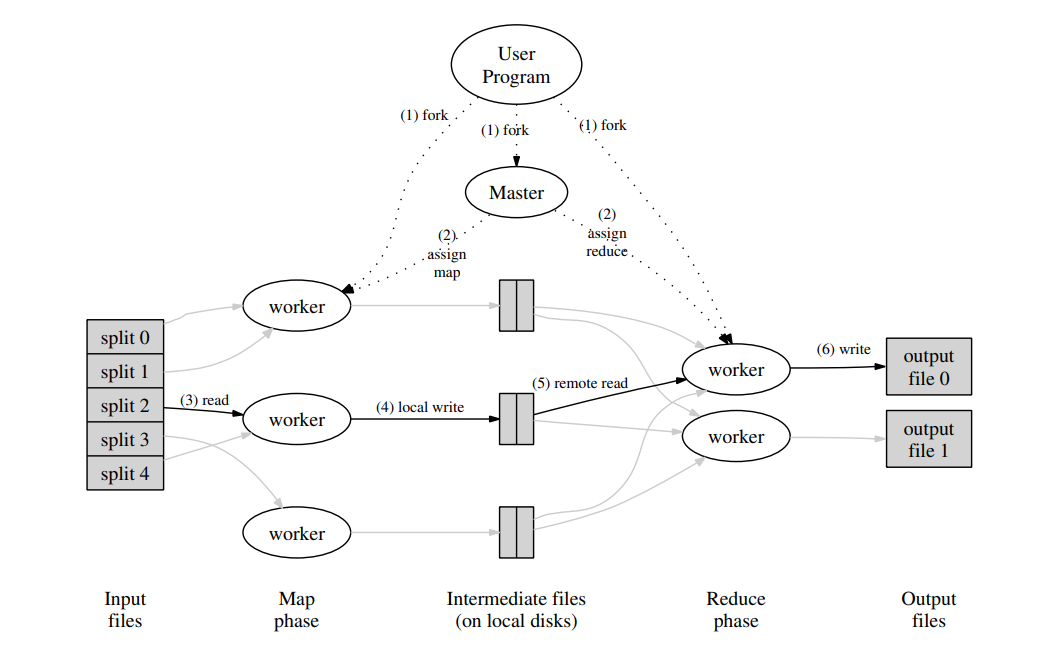 User
Program
(1) fork
(1) fork
(1) fork
Master
(2)
assign
map
(2)
assign
reduce
worker
split 0
split 1
split 2
split 3
split 4
(3) read
worker
(4) local write
(5) remote read
worker
(6) write
output
file 0
worker
output
file 1
worker
Input
files
Map
phase
Intermediate files
(on local disks)
Reduce
phase
Output
files